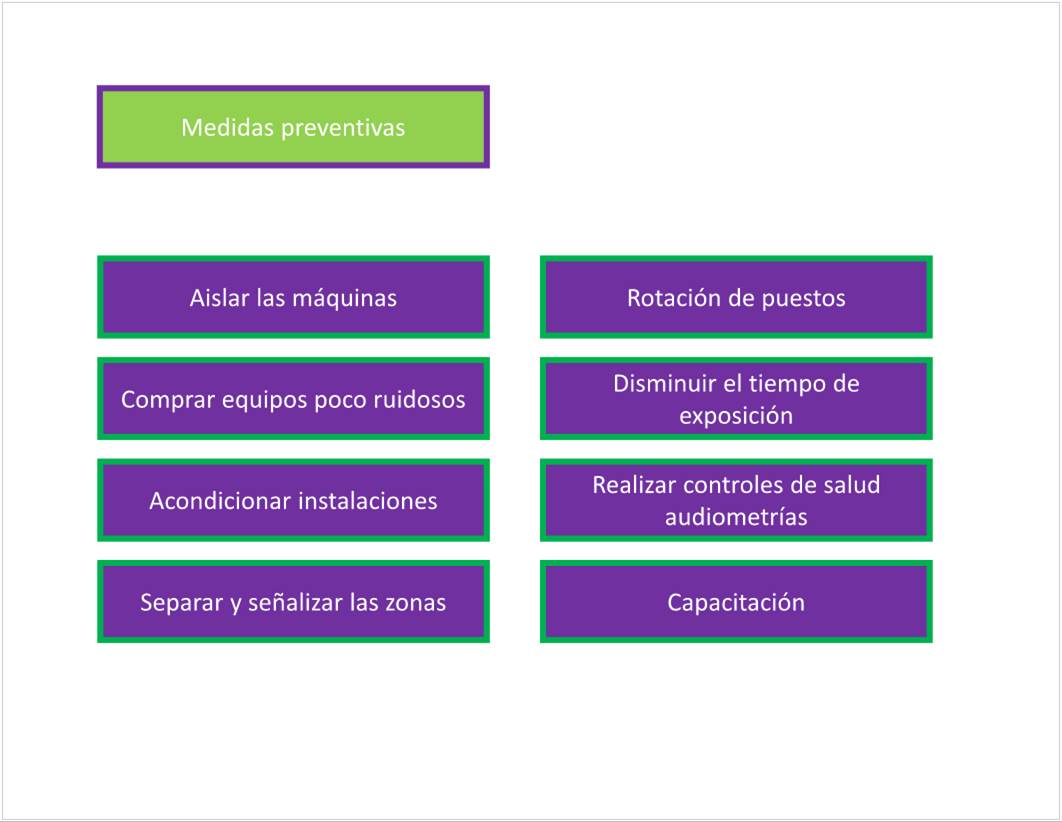 Medidas preventivas
Aislar las máquinas
Comprar equipos poco ruidosos
Acondicionar instalaciones
Separar y señalizar las zonas
Rotación de puestos
Disminuir el tiempo de
exposición
Realizar controles de salud
audiometrías
Capacitación